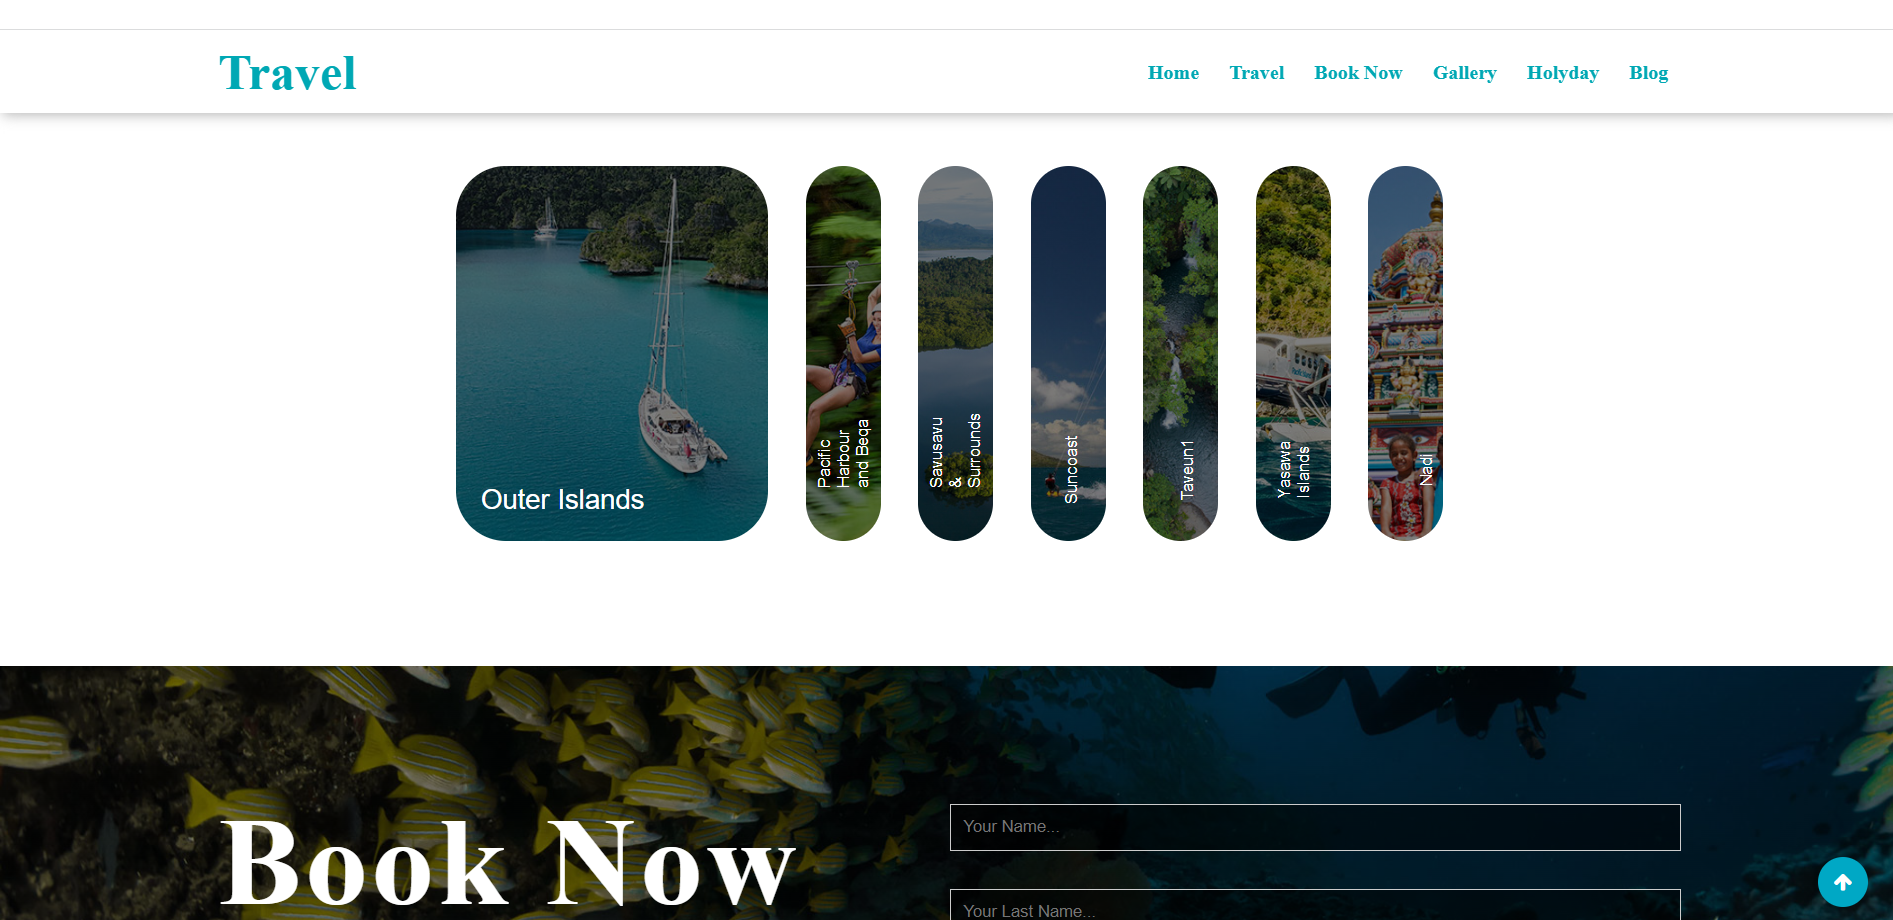 Travel
Home
Travel
Book Now
Gallery
Holyday
Blog
Outer Islands
Pacific
Harbour
and Beqa
Savusavu
&
Surrounds
Suncoast
Taveun1
Yasawa
Islands
Nadi
Book Now
Your Name...
Your Last Name...